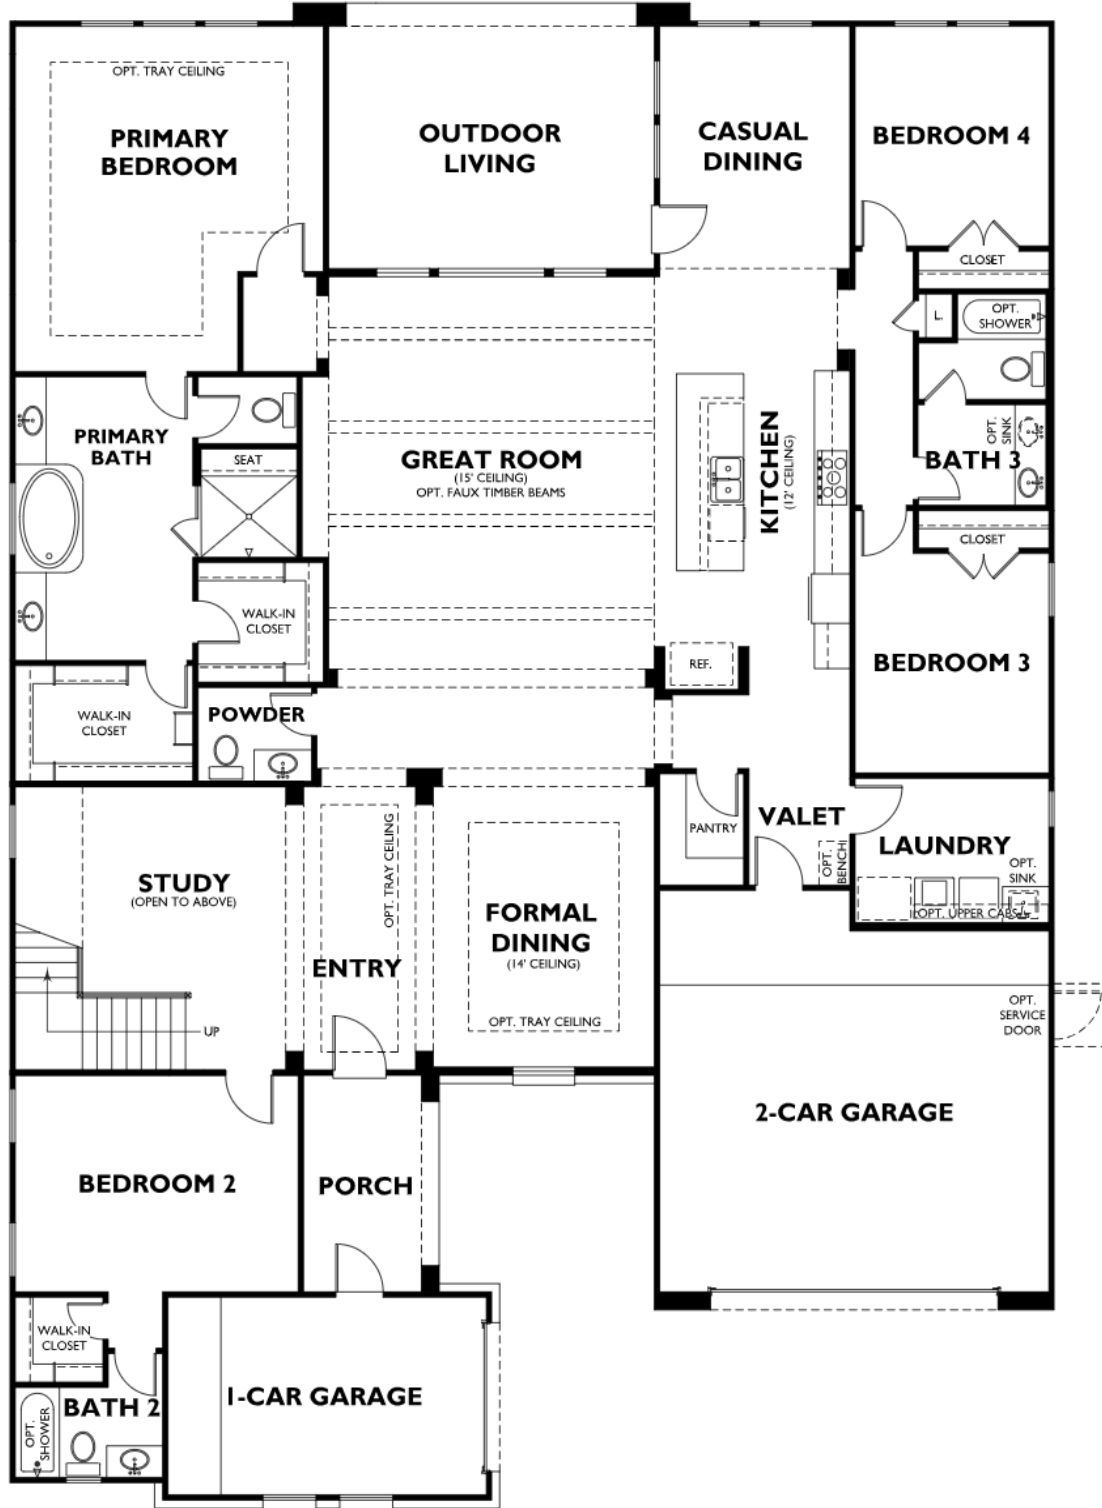 OPT. TRAY CEILING
PRIMARY
BEDROOM
OUTDOOR
LIVING
CASUAL
DINING
BEDROOM 4
CLOSET
L.
OPT.
SHOWER
PRIMARY
BATH
SEAT
GREAT ROOM
(15' CEILING)
OPT. FAUX TIMBER BEAMS
KITCHEN
(12' CEILING)
OPT.
SINK
BATH 3
CLOSET
WALK-IN
CLOSET
REF.
BEDROOM 3
WALK-IN
CLOSET
POWDER
PANTRY
VALET
OPT.
BENCH
LAUNDRY
OPT.
SINK
OPT. UPPER CABS
STUDY
(OPEN TO ABOVE)
UP
OPT. TRAY CEILING
ENTRY
FORMAL
DINING
(14' CEILING)
OPT. TRAY CEILING
OPT.
SERVICE
DOOR
2-CAR GARAGE
BEDROOM 2
PORCH
WALK-IN
CLOSET
BATH 2
OPT.
SHOWER
1-CAR GARAGE